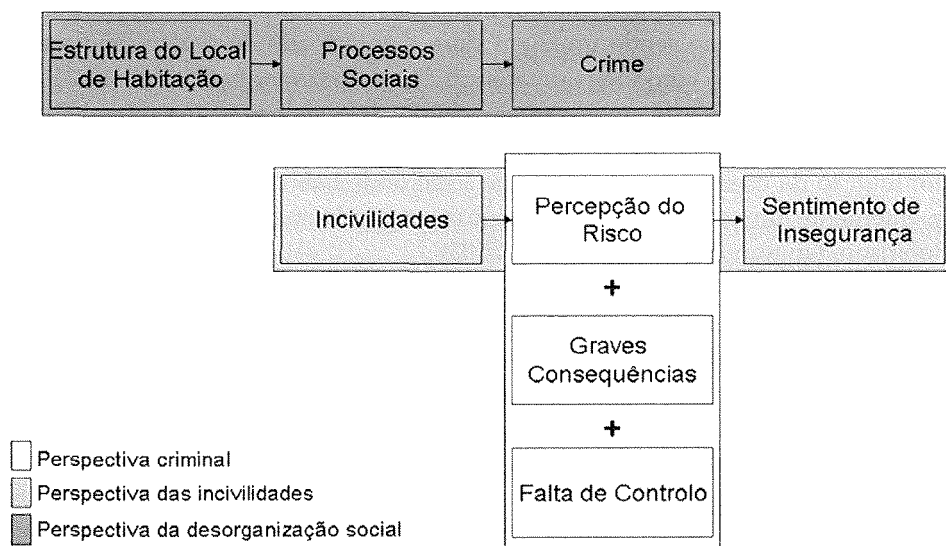 Estrutura do Local
de Habitação
Processos
Sociais
Crime
Incivilidades
Percepção do
Risco
Sentimento de
Insegurança
+
Graves
Consequências
+
Falta de Controlo
Perspectiva criminal
Perspectiva das incivilidades
Perspectiva da desorganização social